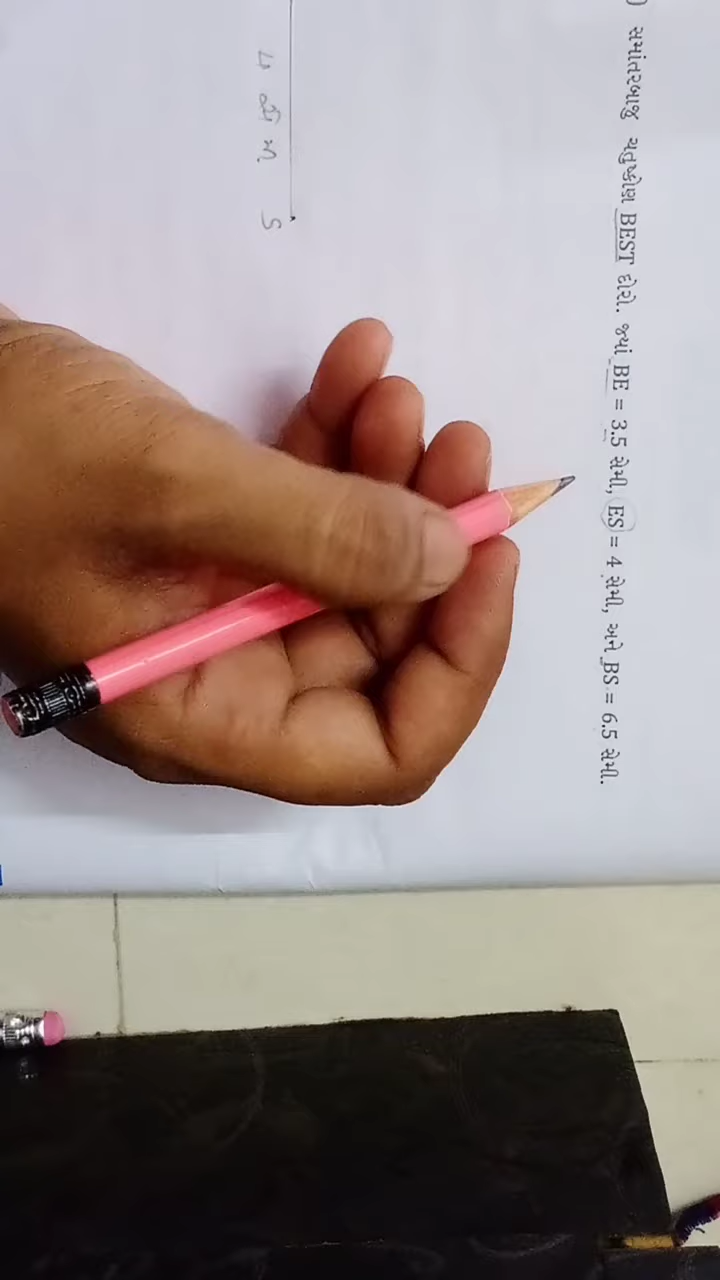 ) સમાંતરબાજુ ચતુષ્કોણ BEST દોરો. જ્યાં BE = 3.5 સેમી, ES = 4 સેમી, અને BS = 6.5 સેમી.
S